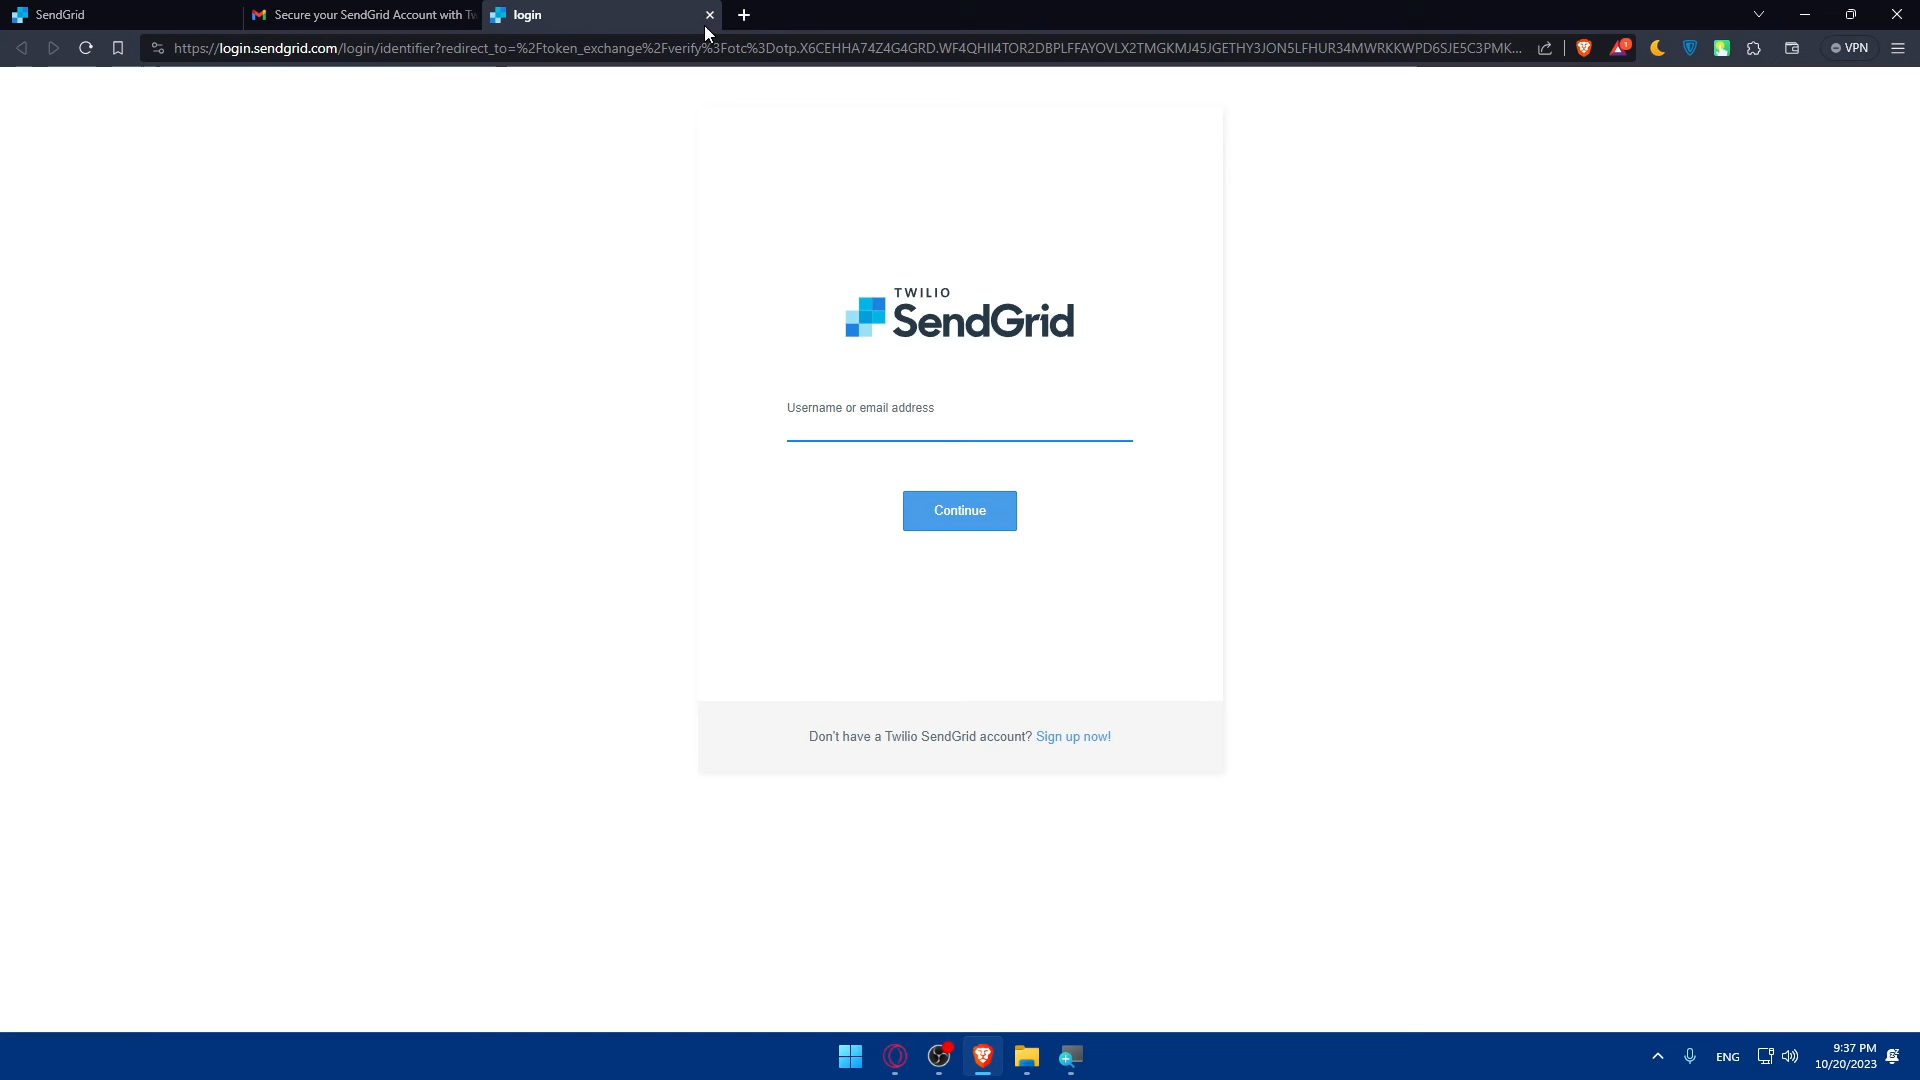 SendGrid
Secure your SendGrid Account with Tw
login
https://login.sendgrid.com/login/identifier?redirect_to=%2Ftoken_exchange%2Fverify%3Fotc%3Dotp.X6CEHHA74Z4G4GRD.WF4QHII4TOR2DBPLFFAYOVLX2TMGKMJ45JGETHY3JON5LFHUR34MWRKKWPD6SJE5C3PMK...
1
VPN
TWILIO
SendGrid
Username or email address
Continue
Don't have a Twilio SendGrid account? Sign up now!
ENG
9:37 PM
10/20/2023